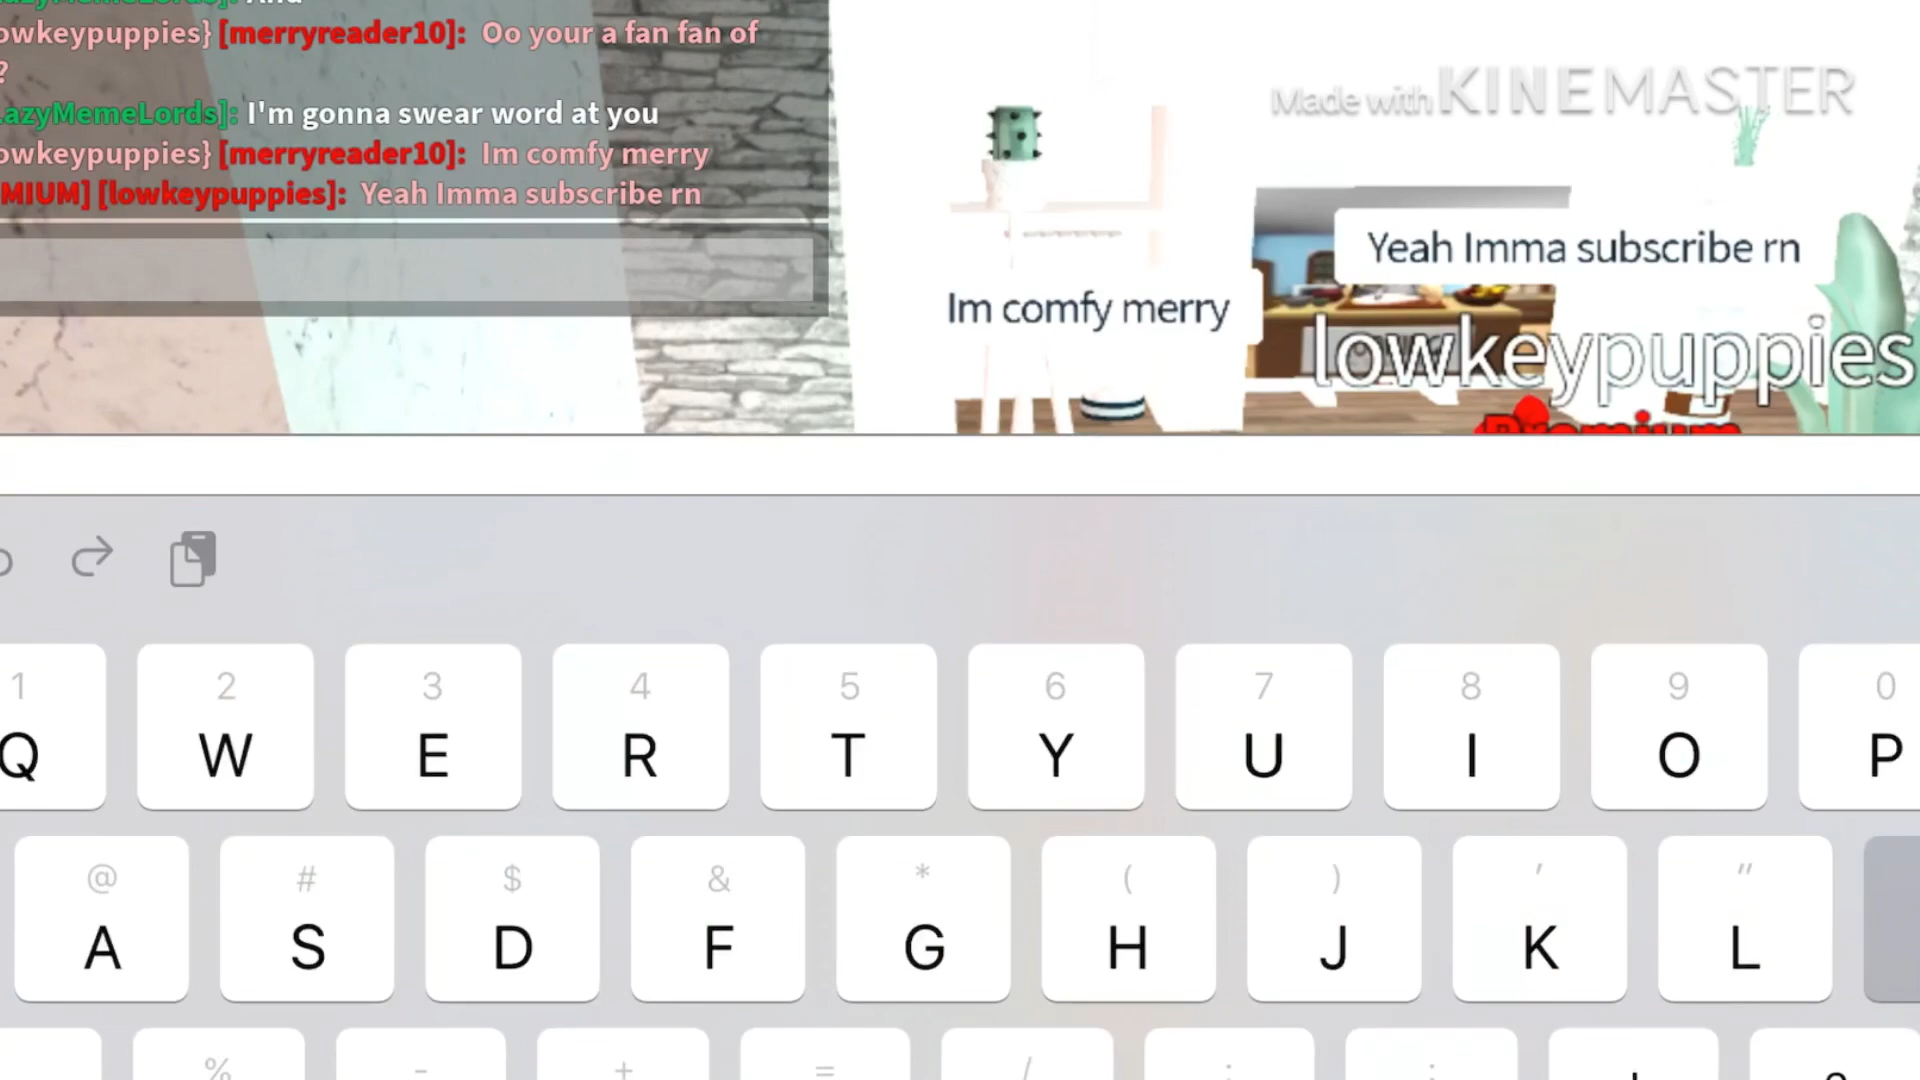 owkeypuppies} [merryreader10]: Oo your a fan fan of
?
LazyMemeLords]: I'm gonna swear word at you
owkeypuppies} [merryreader10]: Im comfy merry
MIUM] [lowkeypuppies]: Yeah Imma subscribe rn
Made with KINEMASTER
Yeah Imma subscribe rn
Im comfy merry
lowkeypuppies
Premium
1 2 3 4 5 6 7 8 9 0
Q W E R T Y U I O P
@ # $ & * ( ) ' "
A S D F G H J K L
% - + = / ; :